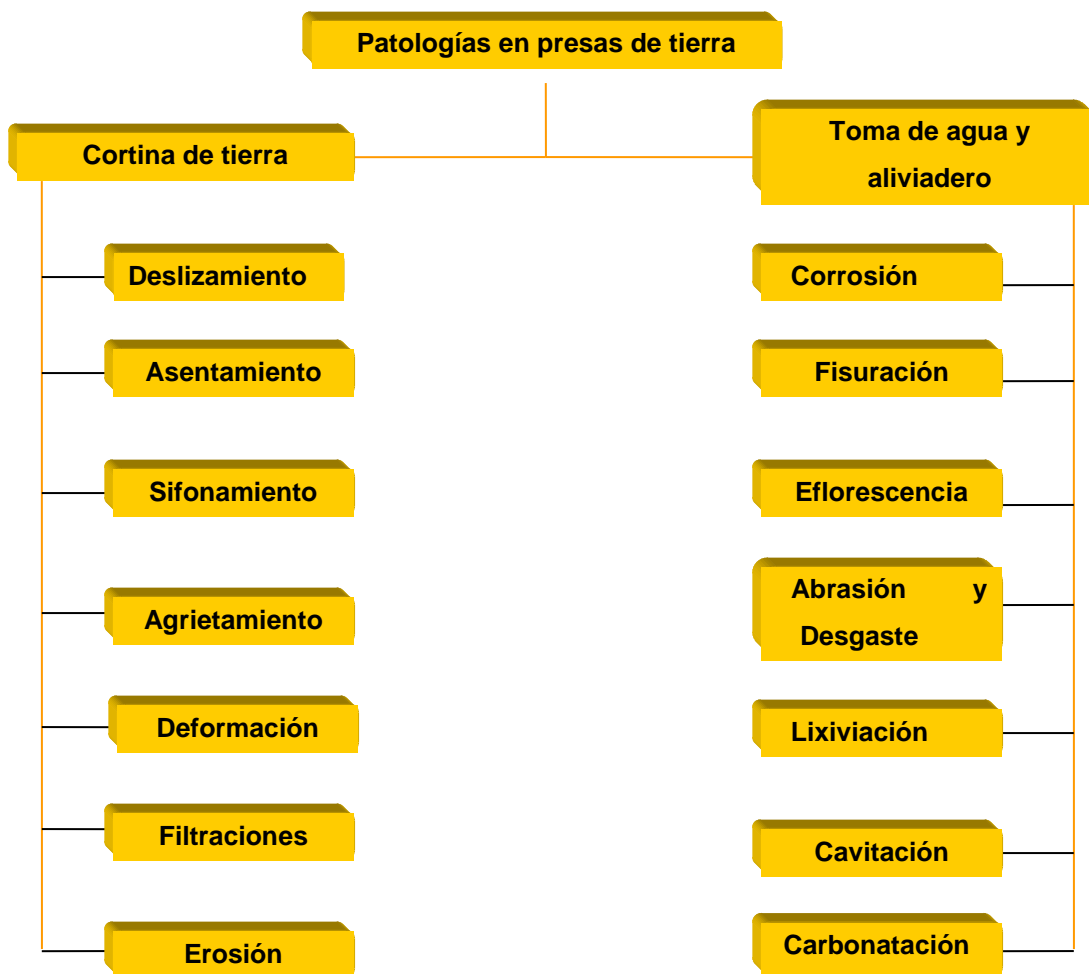 Patologías en presas de tierra
Cortina de tierra
Deslizamiento
Asentamiento
Sifonamiento
Agrietamiento
Deformación
Filtraciones
Erosión
Toma de agua y
aliviadero
Corrosión
Fisuración
Eflorescencia
Abrasión y
Desgaste
Lixiviación
Cavitación
Carbonatación